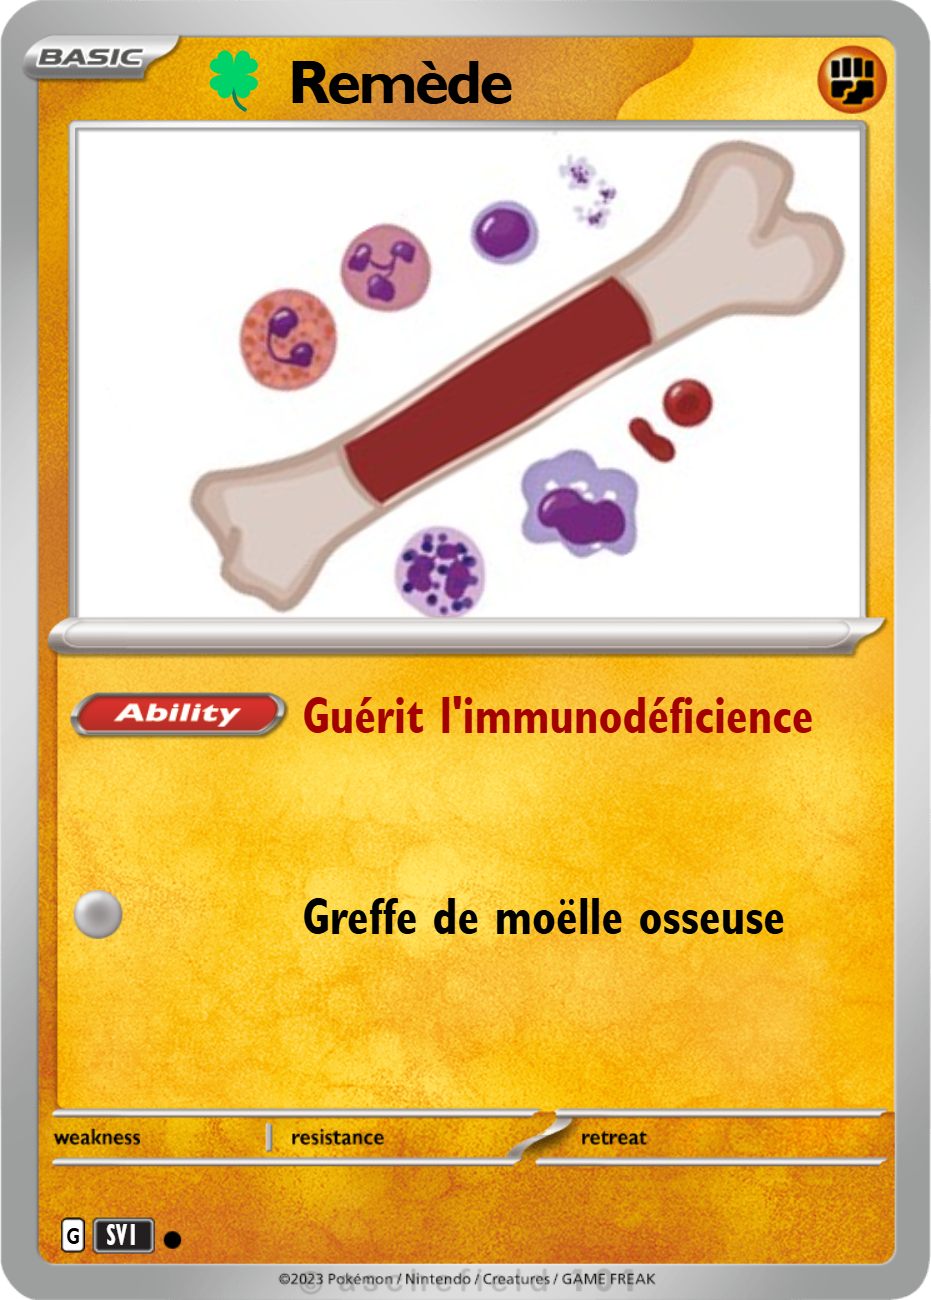 BASIC
Remède
Ability Guérit l'immunodéficience
Greffe de moëlle osseuse
weakness resistance retreat
G SVI
©2023 Pokémon / Nintendo / Creatures / GAME FREAK